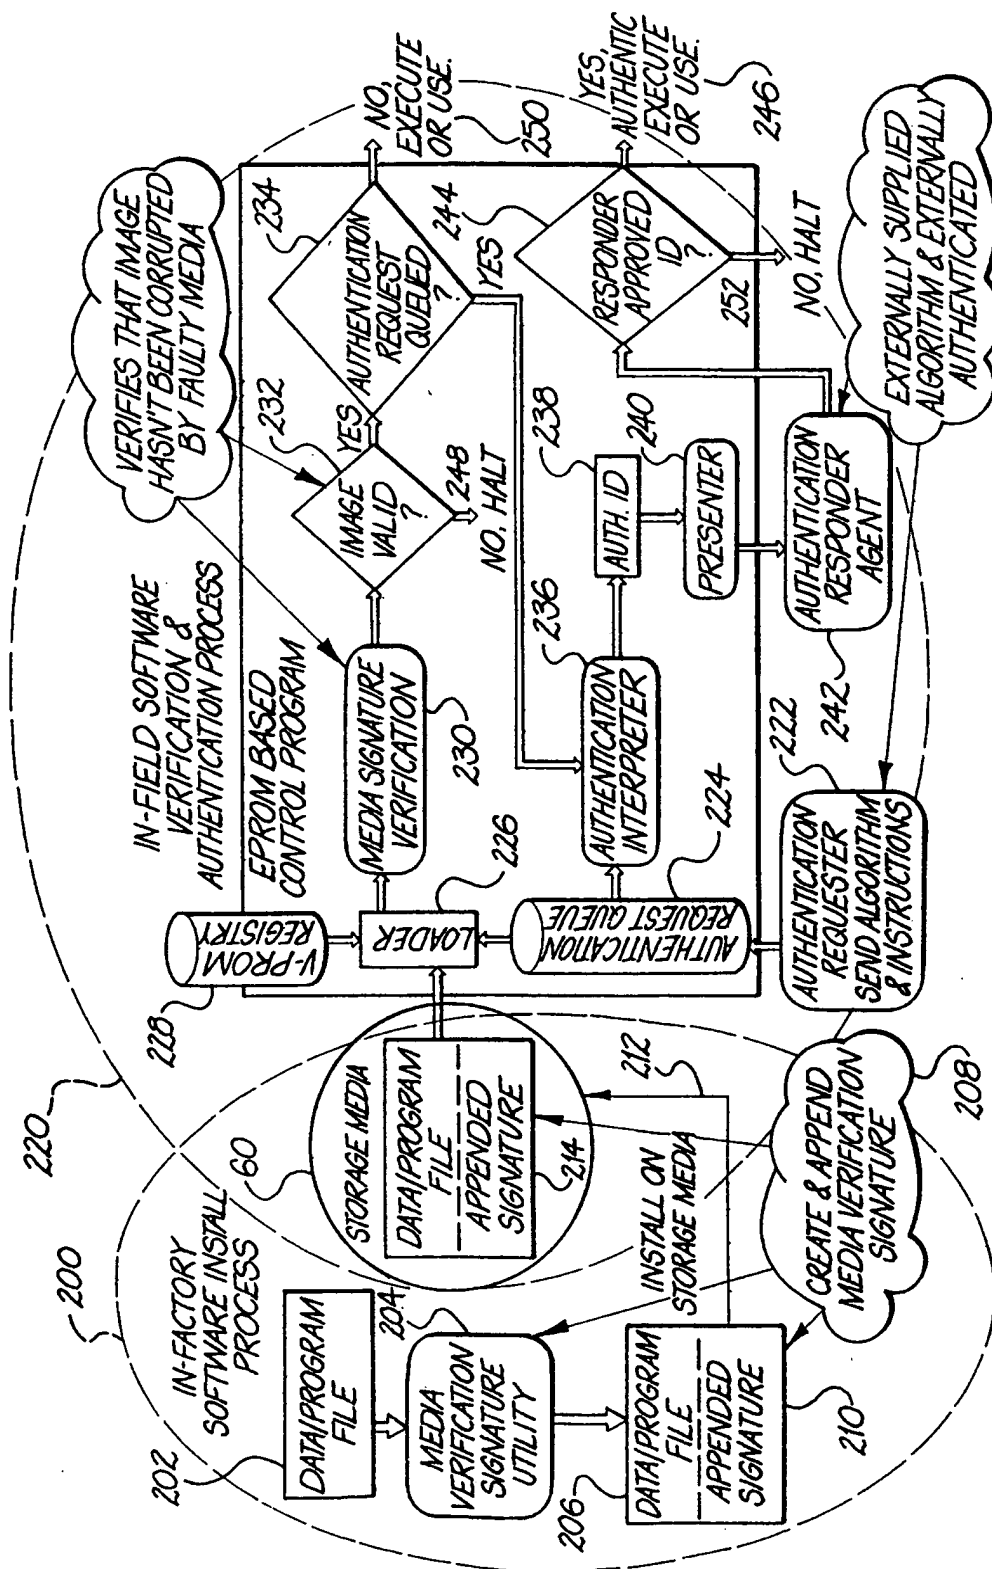 200
IN-FACTORY
SOFTWARE INSTALL
PROCESS
202
DATA/PROGRAM
FILE
204
MEDIA
VERIFICATION
SIGNATURE
UTILITY
206
DATA/PROGRAM
FILE
APPENDED
SIGNATURE
210
INSTALL ON
STORAGE MEDIA
212
CREATE & APPEND
MEDIA VERIFICATION
SIGNATURE
208
60
STORAGE MEDIA
DATA/PROGRAM
FILE
APPENDED
SIGNATURE
214
220
IN-FIELD SOFTWARE
VERIFICATION &
AUTHENTICATION PROCESS
EPROM BASED
CONTROL PROGRAM
228
V-PROM
REGISTRY
LOADER
226
AUTHENTICATION
REQUEST QUEUE
224
AUTHENTICATION
REQUESTER
SEND ALGORITHM
& INSTRUCTIONS
222
MEDIA SIGNATURE
VERIFICATION
230
VERIFIES THAT IMAGE
HASN'T BEEN CORRUPTED
BY FAULTY MEDIA
232
IMAGE
VALID
?
YES
248
NO, HALT
234
AUTHENTICATION
REQUEST
QUEUED
?
YES
NO,
EXECUTE
OR USE.
250
236
AUTHENTICATION
INTERPRETER
238
AUTH. ID
240
PRESENTER
AUTHENTICATION
RESPONDER
AGENT
242
244
RESPONDER
APPROVED
ID
?
YES,
AUTHENTIC
EXECUTE
OR USE.
246
252
NO, HALT
EXTERNALLY SUPPLIED
ALGORITHM & EXTERNALLY
AUTHENTICATED